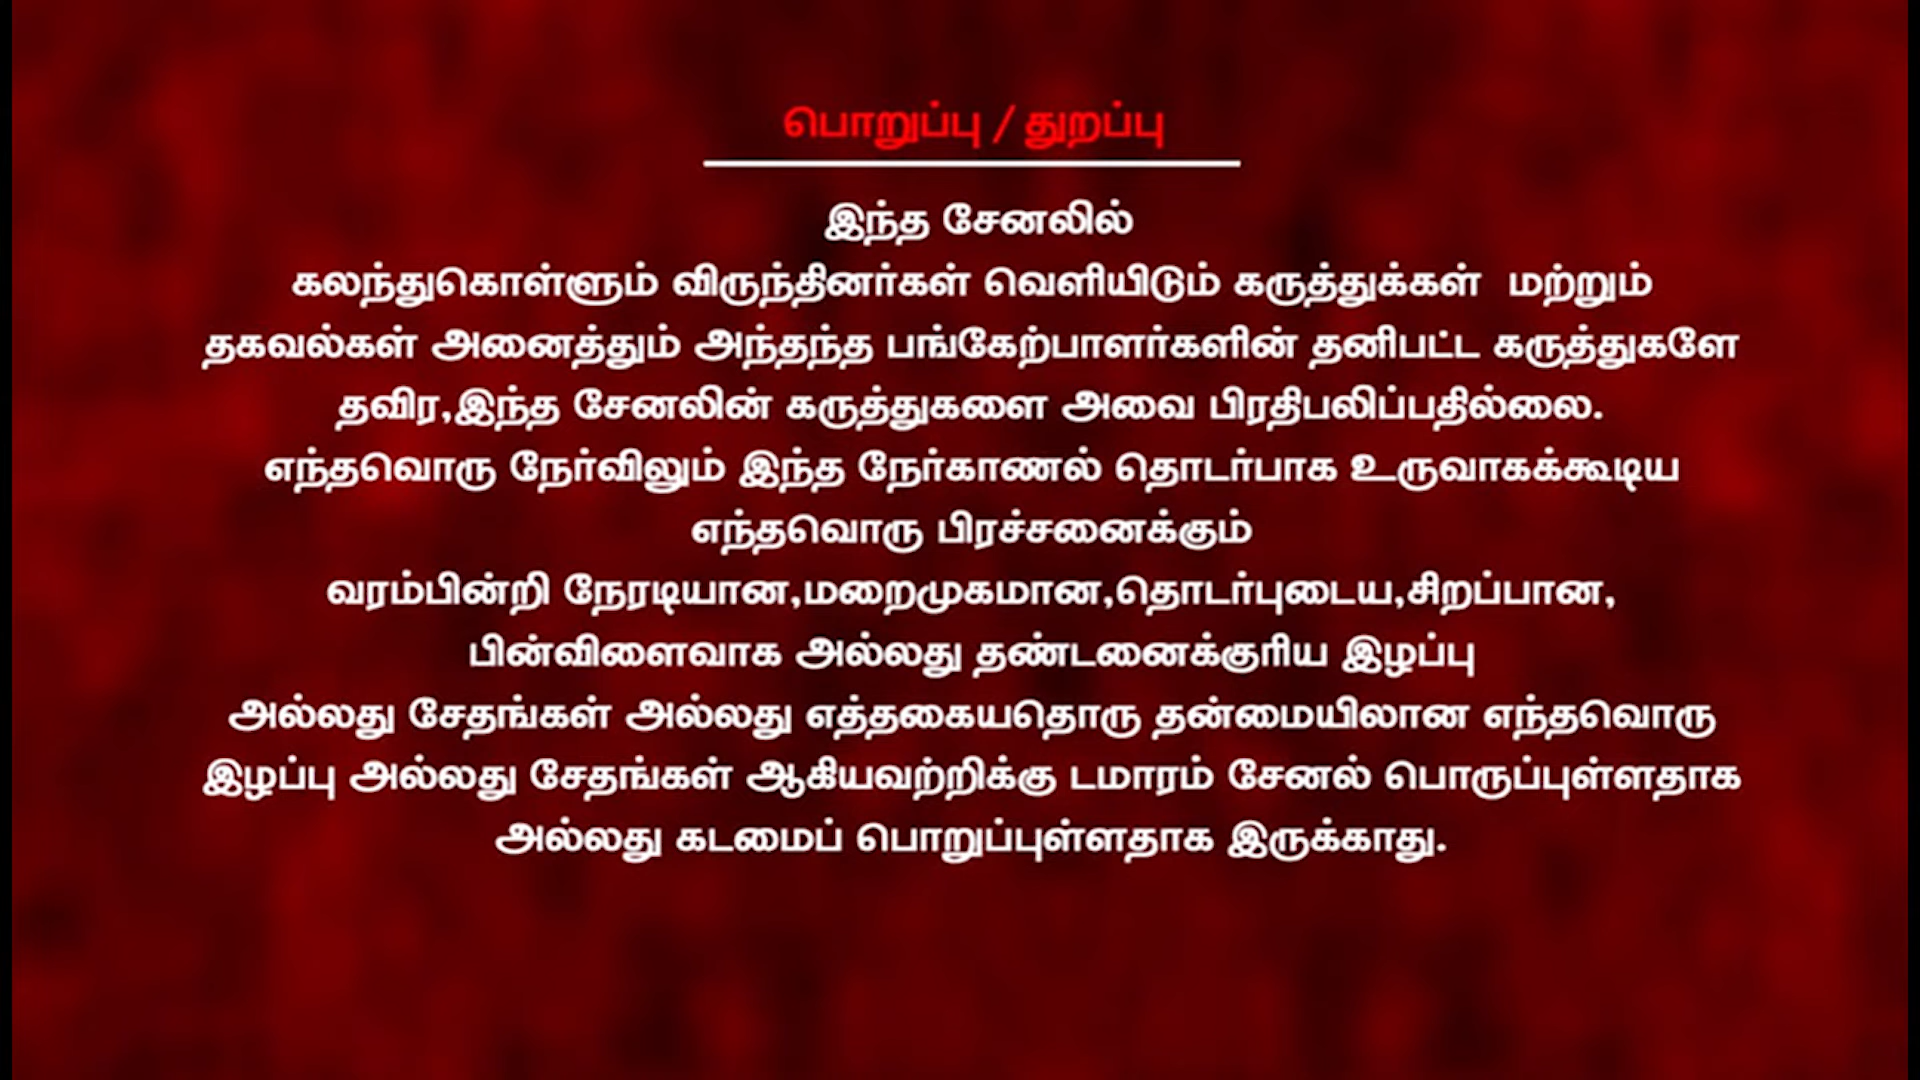 பொறுப்பு / துறப்பு
இந்த சேனலில்
கலந்துகொள்ளும் விருந்தினர்கள் வெளியிடும் கருத்துக்கள் மற்றும்
தகவல்கள் அனைத்தும் அந்தந்த பங்கேற்பாளர்களின் தனிபட்ட கருத்துகளே
தவிர,இந்த சேனலின் கருத்துகளை அவை பிரதிபலிப்பதில்லை.
எந்தவொரு நேர்விலும் இந்த நேர்காணல் தொடர்பாக உருவாகக்கூடிய
எந்தவொரு பிரச்சனைக்கும்
வரம்பின்றி நேரடியான,மறைமுகமான,தொடர்புடைய,சிறப்பான,
பின்விளைவாக அல்லது தண்டனைக்குரிய இழப்பு
அல்லது சேதங்கள் அல்லது எத்தகையதொரு தன்மையிலான எந்தவொரு
இழப்பு அல்லது சேதங்கள் ஆகியவற்றிக்கு டமாரம் சேனல் பொருப்புள்ளதாக
அல்லது கடமைப் பொறுப்புள்ளதாக இருக்காது.